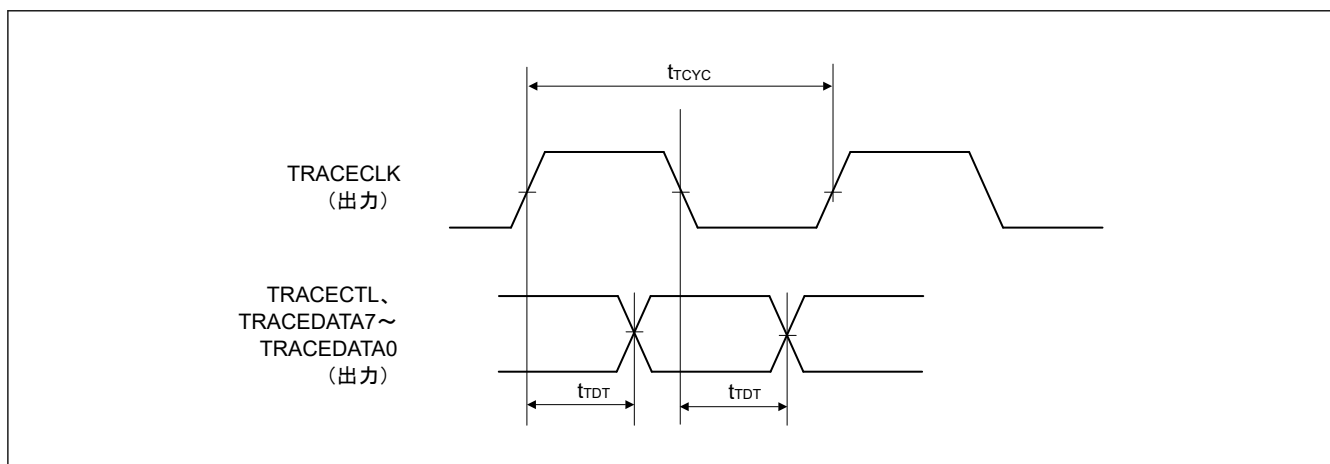 tTCYC
TRACECLK
（出力）
TRACECTL、
TRACEDATA7～
TRACEDATA0
（出力）
tTDT
tTDT